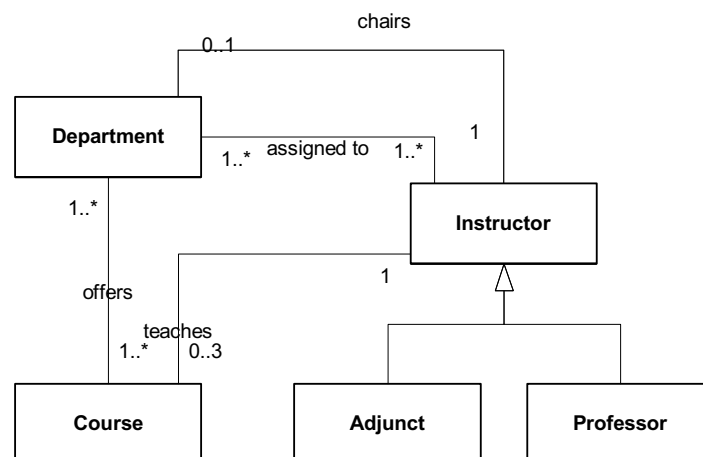 chairs
0..1
Department
1
assigned to
1..*
1..*
1..*
Instructor
1
offers
teaches
1..*
0..3
Course
Adjunct
Professor